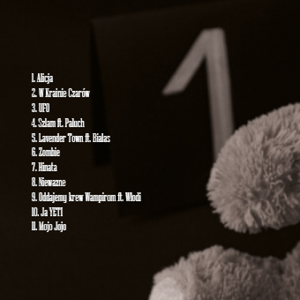 1
1. Alicja
2. W Krainie Czarów
3. UFO
4. Szlam ft. Paluch
5. Lavender Town ft. Białas
6. Zombie
7. Hinata
8. Nieważne
9. Oddajemy krew Wampirom ft. Włodi
10. Ja YETI
11. Mojo Jojo